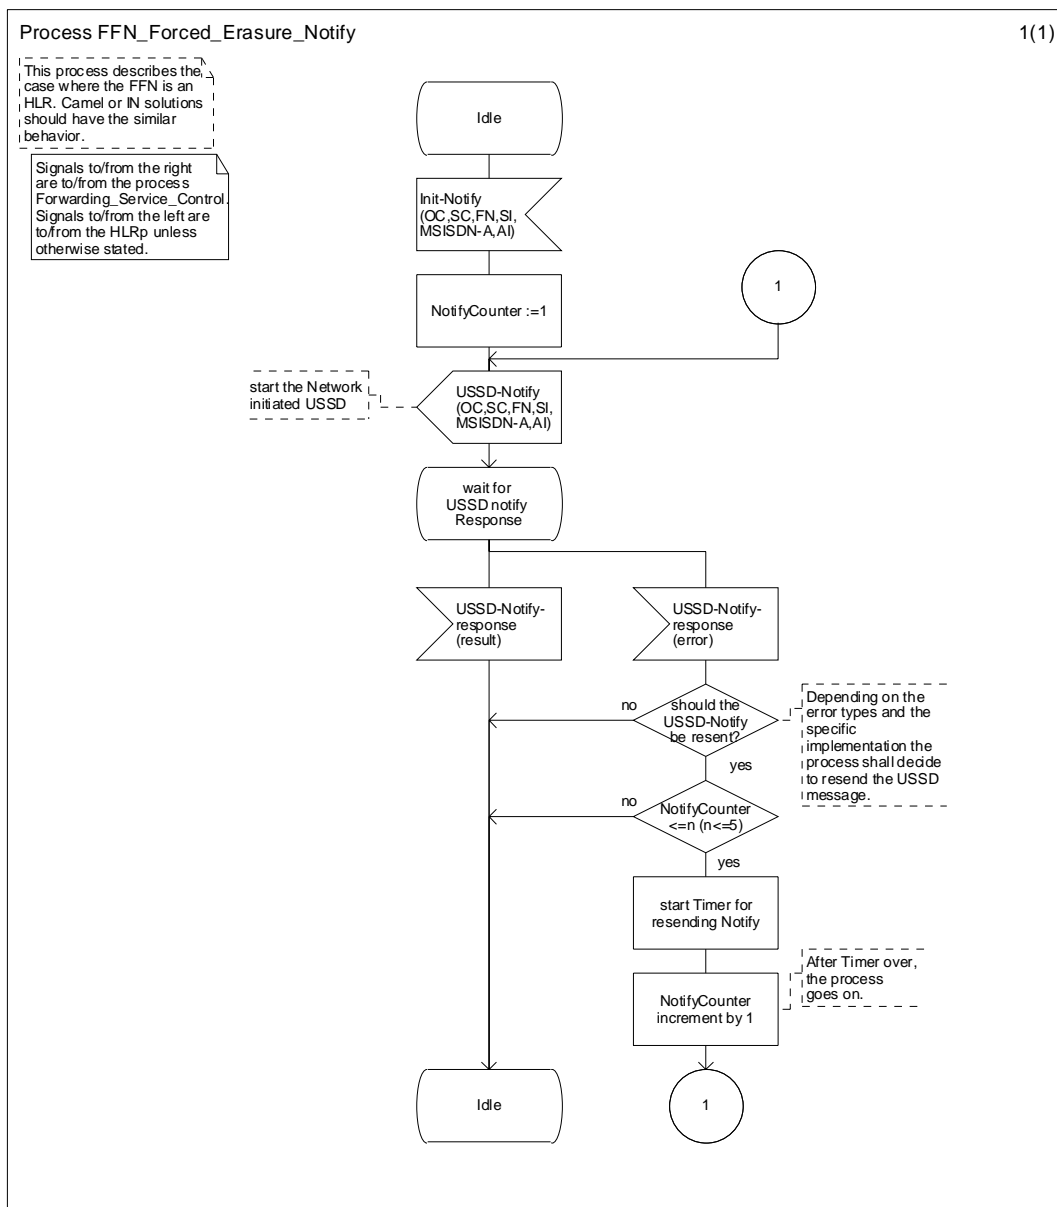 Process FFN_Forced_Erasure_Notify
1(1)
This process describes the
case where the FFN is an
HLR. Camel or IN solutions
should have the similar
behavior.
Signals to/from the right
are to/from the process
Forwarding_Service_Control.
Signals to/from the left are
to/from the HLRp unless
otherwise stated.
Idle
Init-Notify
(OC,SC,FN,SI,
MSISDN-A,AI)
NotifyCounter :=1
1
start the Network
initiated USSD
USSD-Notify
(OC,SC,FN,SI,
MSISDN-A,AI)
wait for
USSD notify
Response
USSD-Notify-
response
(result)
USSD-Notify-
response
(error)
no
should the
USSD-Notify
be resent?
Depending on the
error types and the
specific
implementation the
process shall decide
to resend the USSD
message.
yes
no
NotifyCounter
<=n (n<=5)
yes
start Timer for
resending Notify
After Timer over,
the process
goes on.
NotifyCounter
increment by 1
Idle
1